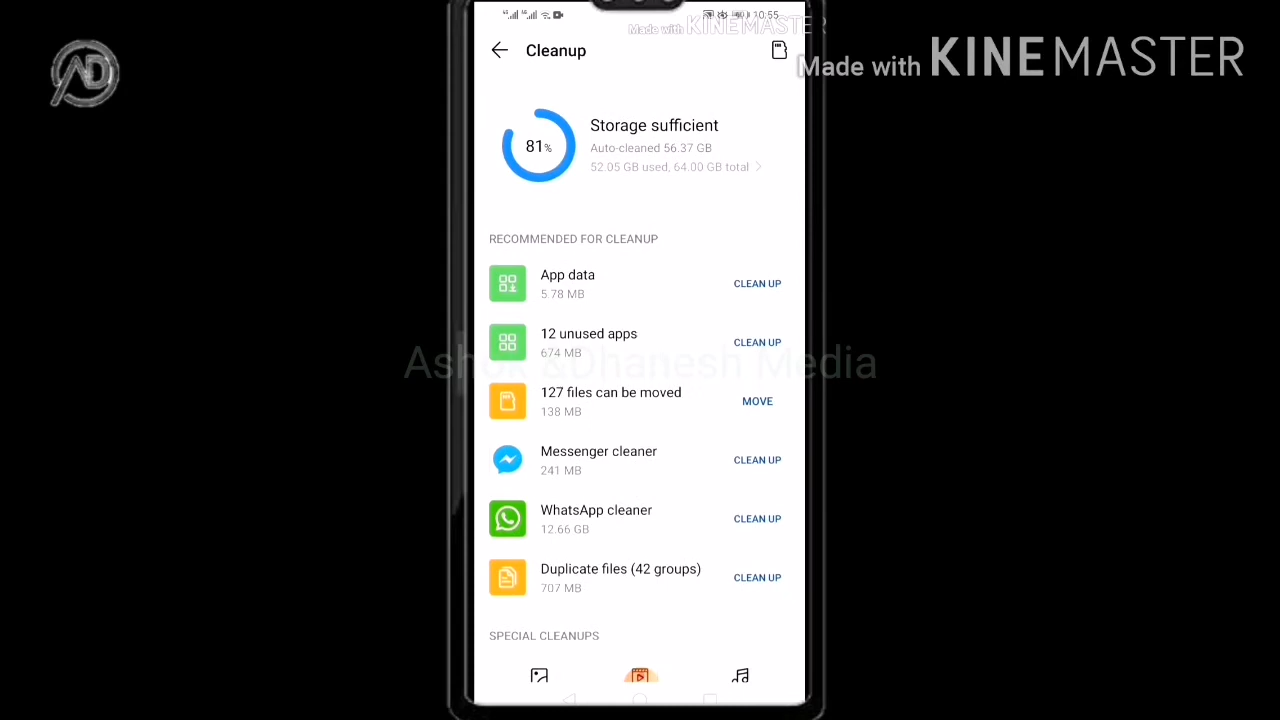 10:55
Made with KINEMASTER
Made with KINEMASTER
AD
Cleanup
81%
Storage sufficient
Auto-cleaned 56.37 GB
52.05 GB used, 64.00 GB total
RECOMMENDED FOR CLEANUP
App data
5.78 MB
CLEAN UP
12 unused apps
674 MB
CLEAN UP
Ashok &Dhanesh Media
127 files can be moved
138 MB
MOVE
Messenger cleaner
241 MB
CLEAN UP
WhatsApp cleaner
12.66 GB
CLEAN UP
Duplicate files (42 groups)
707 MB
CLEAN UP
SPECIAL CLEANUPS